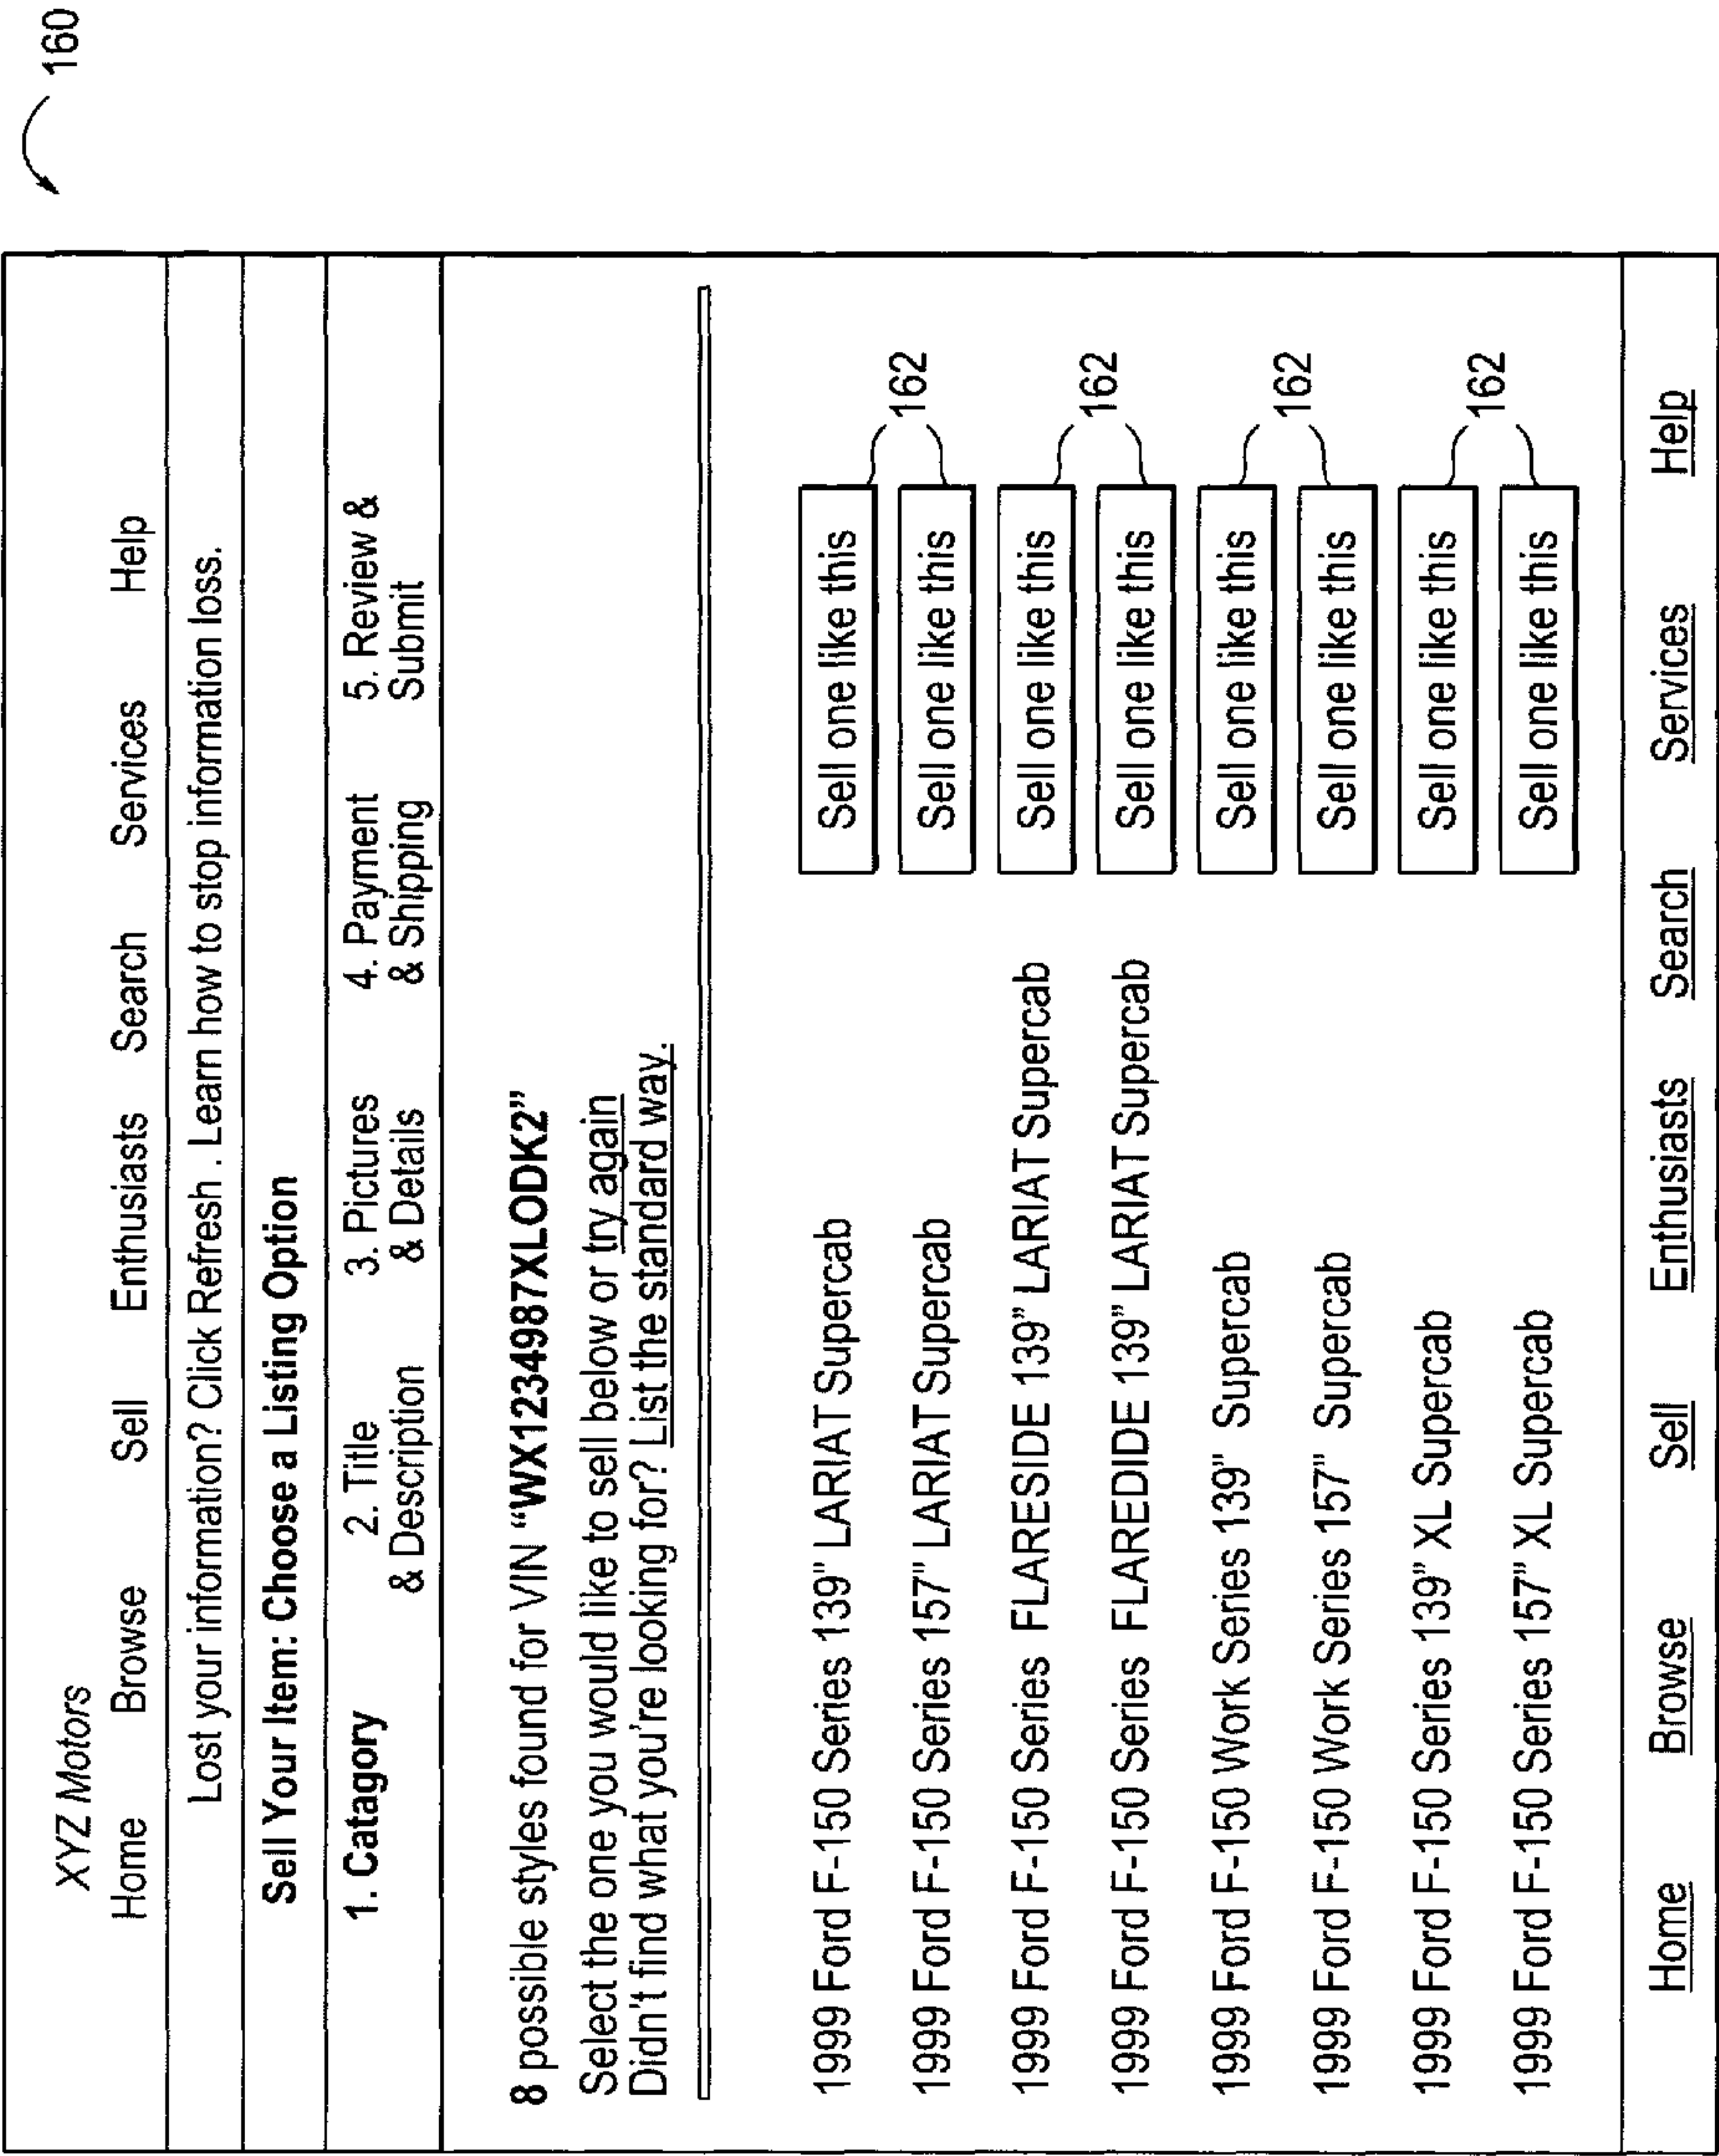 160
XYZ Motors
Home Browse Sell Enthusiasts Search Services Help
Lost your information? Click Refresh . Learn how to stop information loss.
Sell Your Item: Choose a Listing Option
1. Catagory 2. Title 3. Pictures 4. Payment 5. Review &
& Description & Details & Shipping Submit
8 possible styles found for VIN “WX1234987XLODK2”
Select the one you would like to sell below or try again
Didn't find what you're looking for? List the standard way.
1999 Ford F-150 Series 139" LARIAT Supercab Sell one like this
162
1999 Ford F-150 Series 157" LARIAT Supercab Sell one like this
1999 Ford F-150 Series FLARESIDE 139” LARIAT Supercab Sell one like this
162
1999 Ford F-150 Series FLAREDIDE 139” LARIAT Supercab Sell one like this
1999 Ford F-150 Work Series 139” Supercab Sell one like this
162
1999 Ford F-150 Work Series 157” Supercab Sell one like this
1999 Ford F-150 Series 139” XL Supercab Sell one like this
162
1999 Ford F-150 Series 157” XL Supercab Sell one like this
Home Browse Sell Enthusiasts Search Services Help